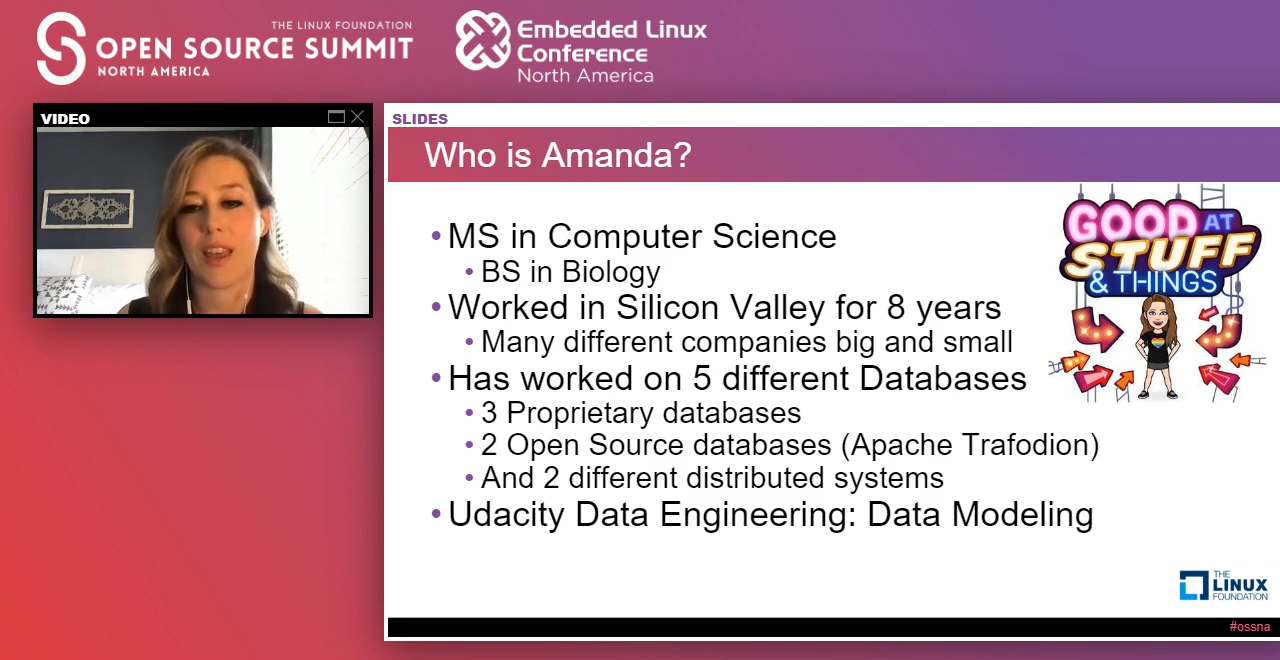 THE LINUX FOUNDATION
OPEN SOURCE SUMMIT
NORTH AMERICA
Embedded Linux
Conference
North America
VIDEO
SLIDES
Who is Amanda?
• MS in Computer Science
• BS in Biology
• Worked in Silicon Valley for 8 years
• Many different companies big and small
• Has worked on 5 different Databases
• 3 Proprietary databases
• 2 Open Source databases (Apache Trafodion)
• And 2 different distributed systems
• Udacity Data Engineering: Data Modeling
GOOD AT
STUFF
& THINGS
THE
LINUX
FOUNDATION
#ossna